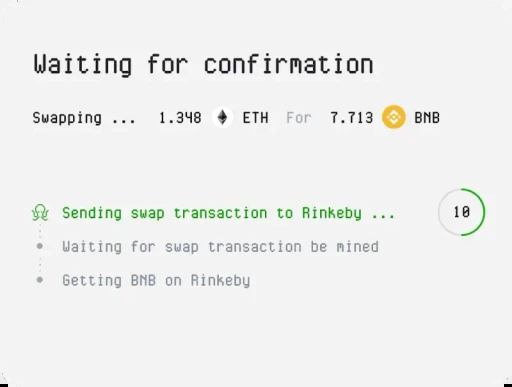 Waiting for confirmation
Swapping ... 1.348 ETH For 7.713 BNB
Sending swap transaction to Rinkeby ... 10
Waiting for swap transaction be mined
Getting BNB on Rinkeby